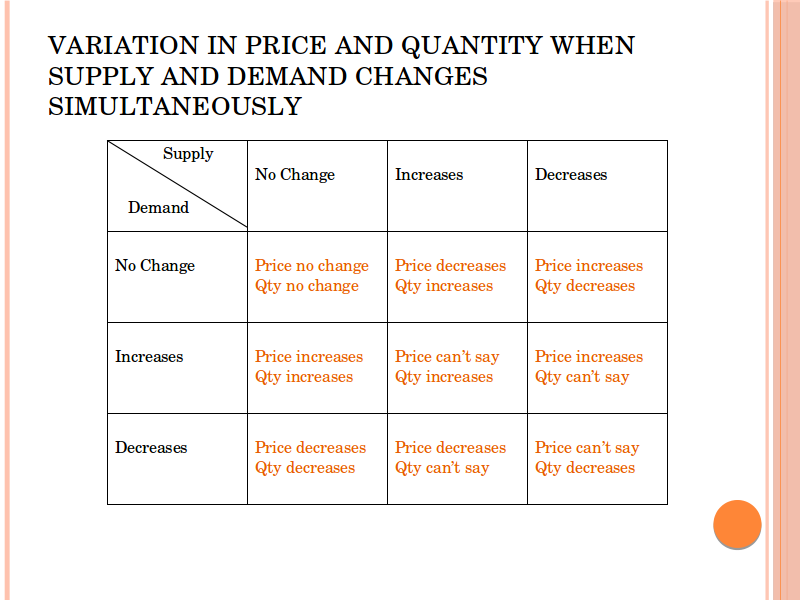 VARIATION IN PRICE AND QUANTITY WHEN
SUPPLY AND DEMAND CHANGES
SIMULTANEOUSLY
Supply
Demand
No Change
Increases
Decreases
No Change
Price no change
Qty no change
Price decreases
Qty increases
Price increases
Qty decreases
Increases
Price increases
Qty increases
Price can’t say
Qty increases
Price increases
Qty can’t say
Decreases
Price decreases
Qty decreases
Price decreases
Qty can’t say
Price can’t say
Qty decreases